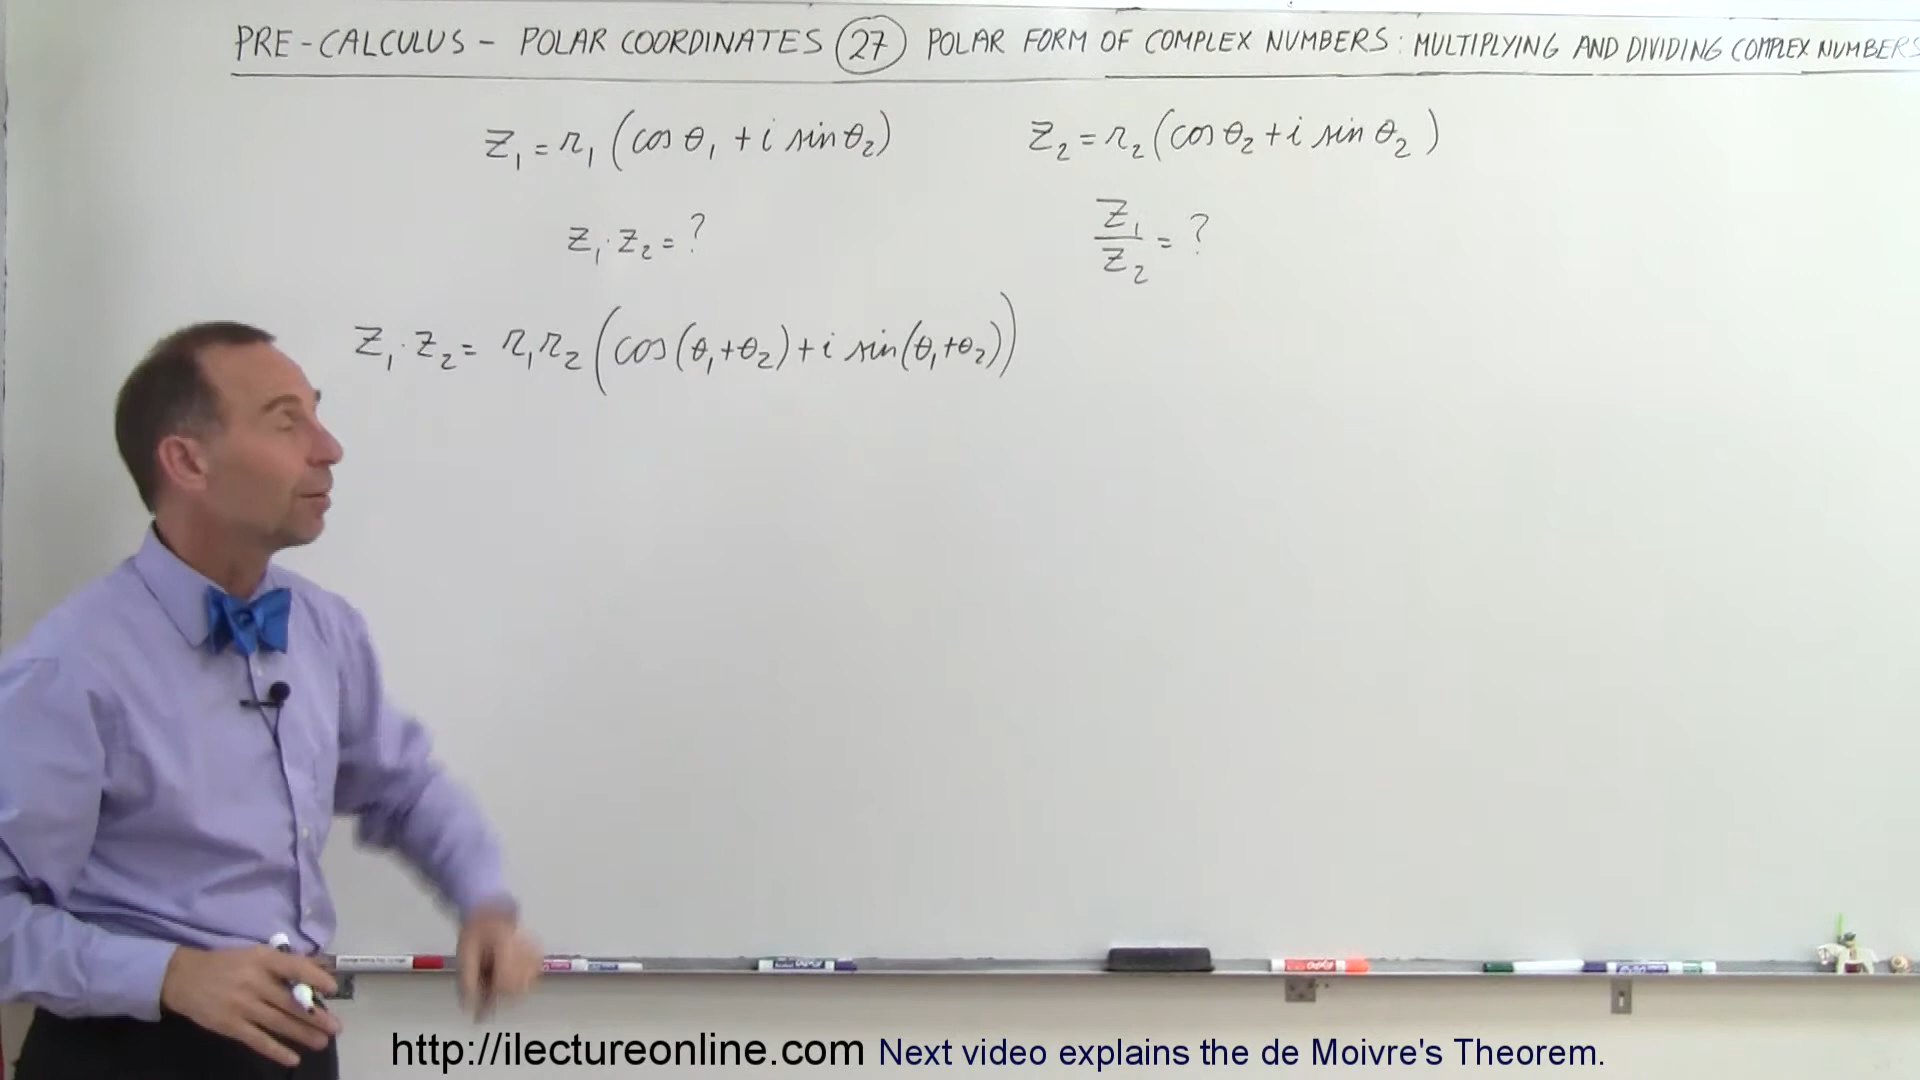 PRE-CALCULUS - POLAR COORDINATES 27 POLAR FORM OF COMPLEX NUMBERS: MULTIPLYING AND DIVIDING COMPLEX NUMBERS
z₁ = r₁ (cos θ₁ + i sin θ₂) z₂ = r₂ (cos θ₂ + i sin θ₂)
z₁ · z₂ = ? z₁/z₂ = ?
z₁ · z₂ = r₁r₂ (cos(θ₁+θ₂) + i sin(θ₁+θ₂))
http://ilectureonline.com Next video explains the de Moivre's Theorem.